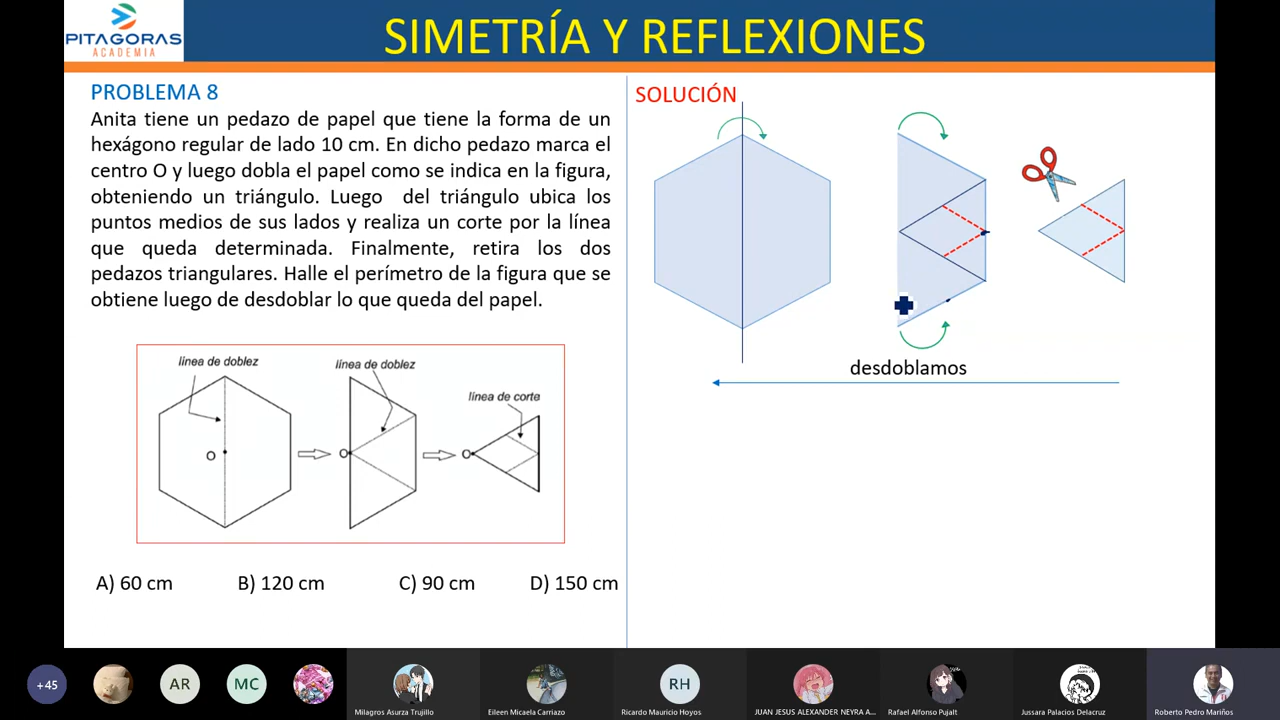 PITAGORAS
ACADEMIA
SIMETRÍA Y REFLEXIONES
PROBLEMA 8
Anita tiene un pedazo de papel que tiene la forma de un
hexágono regular de lado 10 cm. En dicho pedazo marca el
centro O y luego dobla el papel como se indica en la figura,
obteniendo un triángulo. Luego del triángulo ubica los
puntos medios de sus lados y realiza un corte por la línea
que queda determinada. Finalmente, retira los dos
pedazos triangulares. Halle el perímetro de la figura que se
obtiene luego de desdoblar lo que queda del papel.
línea de doblez
línea de doblez
línea de corte
O
O
O
A) 60 cm B) 120 cm C) 90 cm D) 150 cm
SOLUCIÓN
desdoblamos
+45
AR
MC
RH
Milagros Asurza Trujillo
Eileen Micaela Carriazo
Ricardo Mauricio Hoyos
JUAN JESUS ALEXANDER NEYRA A...
Rafael Alfonso Pujalt
Jussara Palacios Delacruz
Roberto Pedro Mariños